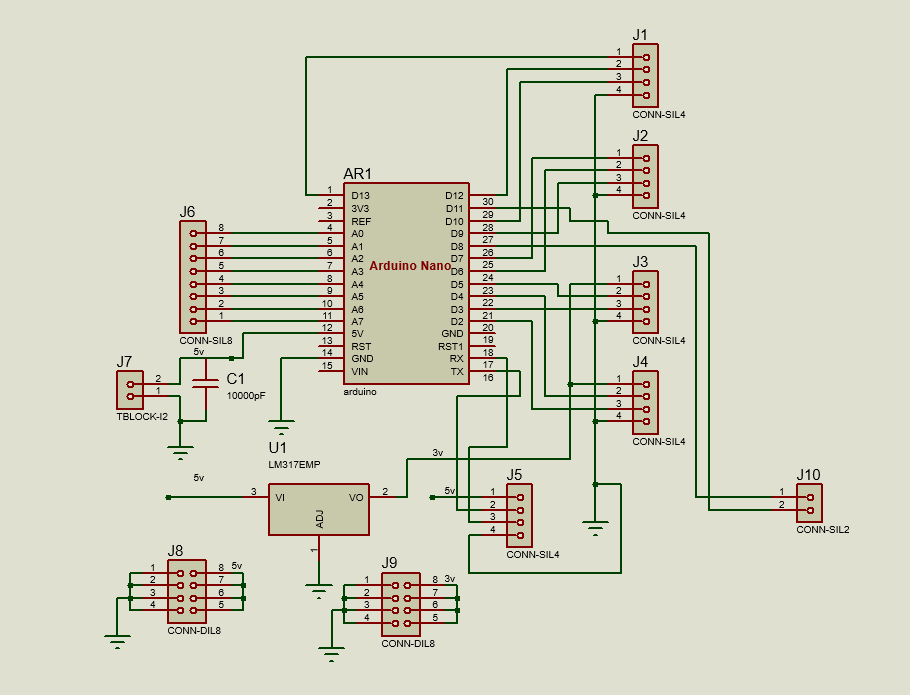 J1
1
2
3
4
CONN-SIL4
J2
1
2
3
4
CONN-SIL4
AR1
1 D13 D12
2 3V3 D11 30
3 REF D10 29
4 A0 D9 28
5 A1 D8 27
6 A2 D7 26
7 A3 D6 25
8 A4 D5 24
9 A5 D4 23
10 A6 D3 22
11 A7 D2 21
12 5V GND 20
13 RST RST1 19
14 GND RX 18
15 VIN TX 17
16
Arduino Nano
arduino
J6
8
7
6
5
4
3
2
1
CONN-SIL8
J3
1
2
3
4
CONN-SIL4
5v
J7
2
1
TBLOCK-I2
C1
10000pF
J4
1
2
3
4
CONN-SIL4
U1
LM317EMP
3v
5v
3 VI VO 2
ADJ
1
J5
5v 1
2
3
4
CONN-SIL4
J10
1
2
CONN-SIL2
J8
1 8 5v
2 7
3 6
4 5
CONN-DIL8
J9
1 8 3v
2 7
3 6
4 5
CONN-DIL8